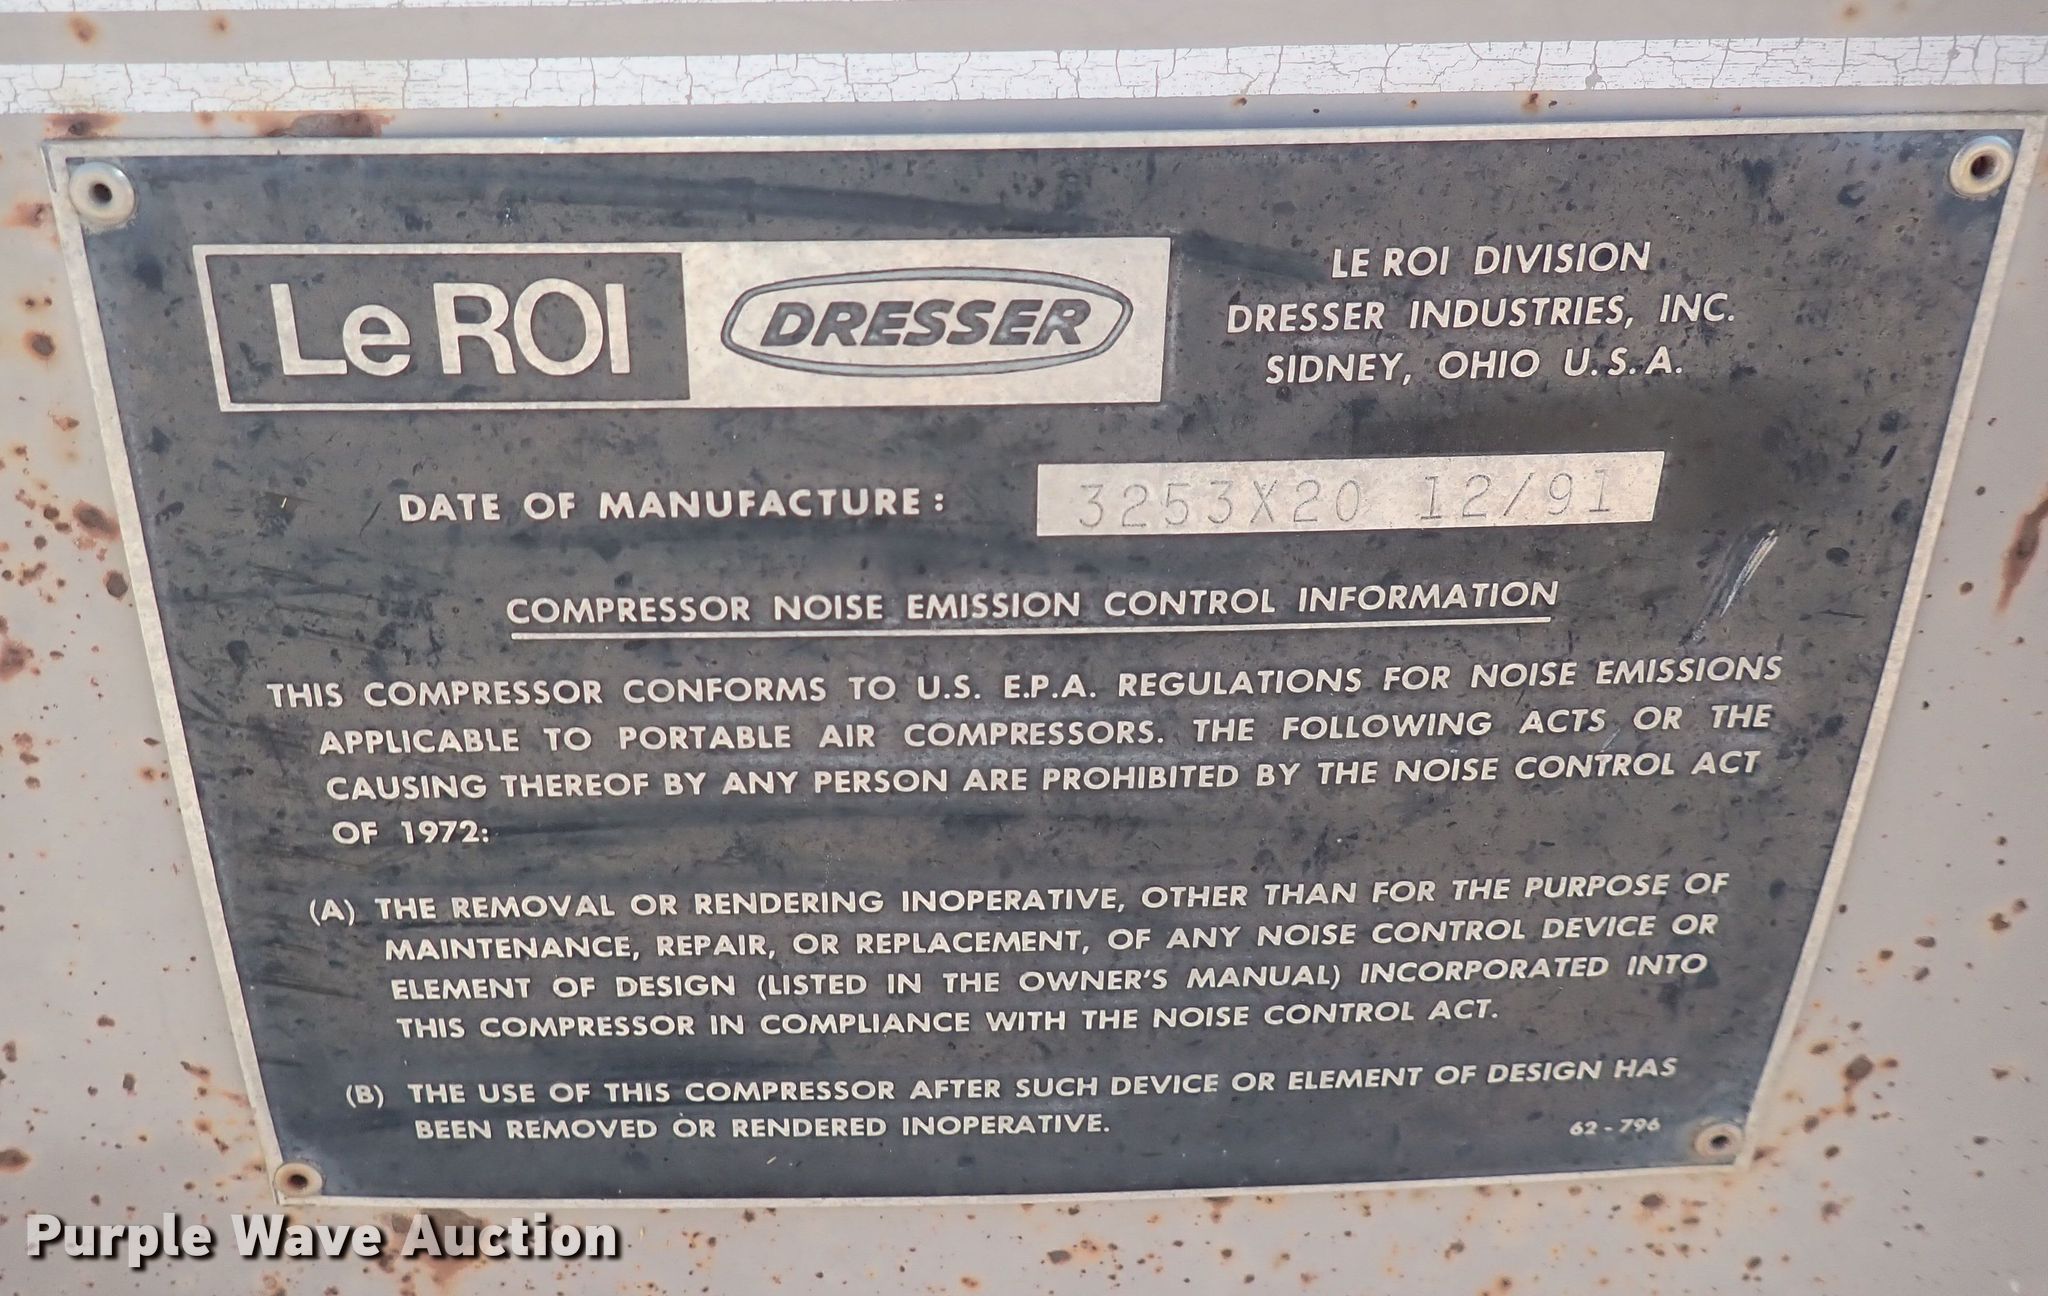 Le ROI DRESSER
LE ROI DIVISION
DRESSER INDUSTRIES, INC.
SIDNEY, OHIO U.S.A.
DATE OF MANUFACTURE: 3253X20 12/91
COMPRESSOR NOISE EMISSION CONTROL INFORMATION
THIS COMPRESSOR CONFORMS TO U.S. E.P.A. REGULATIONS FOR NOISE EMISSIONS
APPLICABLE TO PORTABLE AIR COMPRESSORS. THE FOLLOWING ACTS OR THE
CAUSING THEREOF BY ANY PERSON ARE PROHIBITED BY THE NOISE CONTROL ACT
OF 1972:
(A) THE REMOVAL OR RENDERING INOPERATIVE, OTHER THAN FOR THE PURPOSE OF
MAINTENANCE, REPAIR, OR REPLACEMENT, OF ANY NOISE CONTROL DEVICE OR
ELEMENT OF DESIGN (LISTED IN THE OWNER'S MANUAL) INCORPORATED INTO
THIS COMPRESSOR IN COMPLIANCE WITH THE NOISE CONTROL ACT.
(B) THE USE OF THIS COMPRESSOR AFTER SUCH DEVICE OR ELEMENT OF DESIGN HAS
BEEN REMOVED OR RENDERED INOPERATIVE.
62-796
Purple Wave Auction